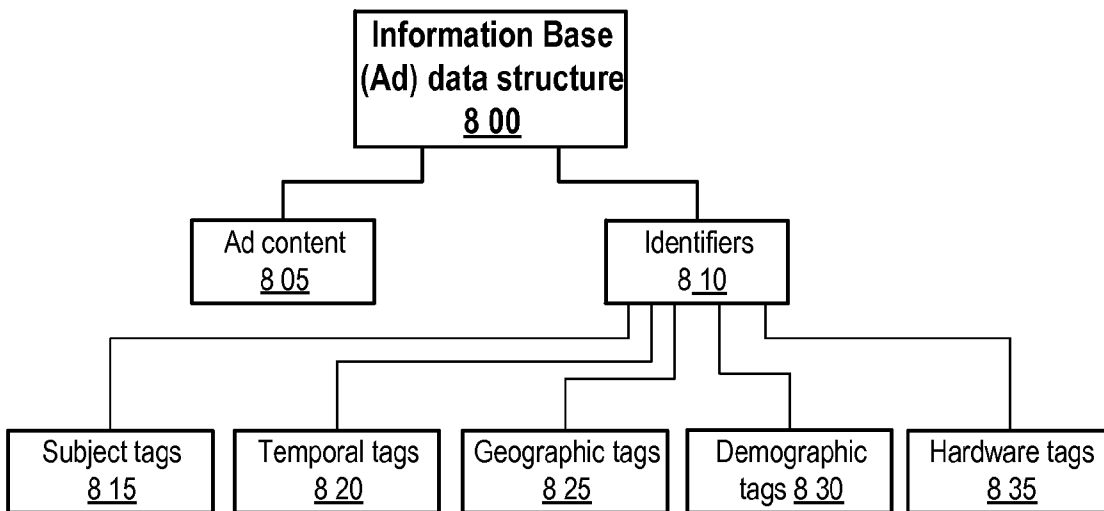 Information Base
(Ad) data structure
8 00
Ad content
8 05
Identifiers
8 10
Subject tags
8 15
Temporal tags
8 20
Geographic tags
8 25
Demographic
tags 8 30
Hardware tags
8 35